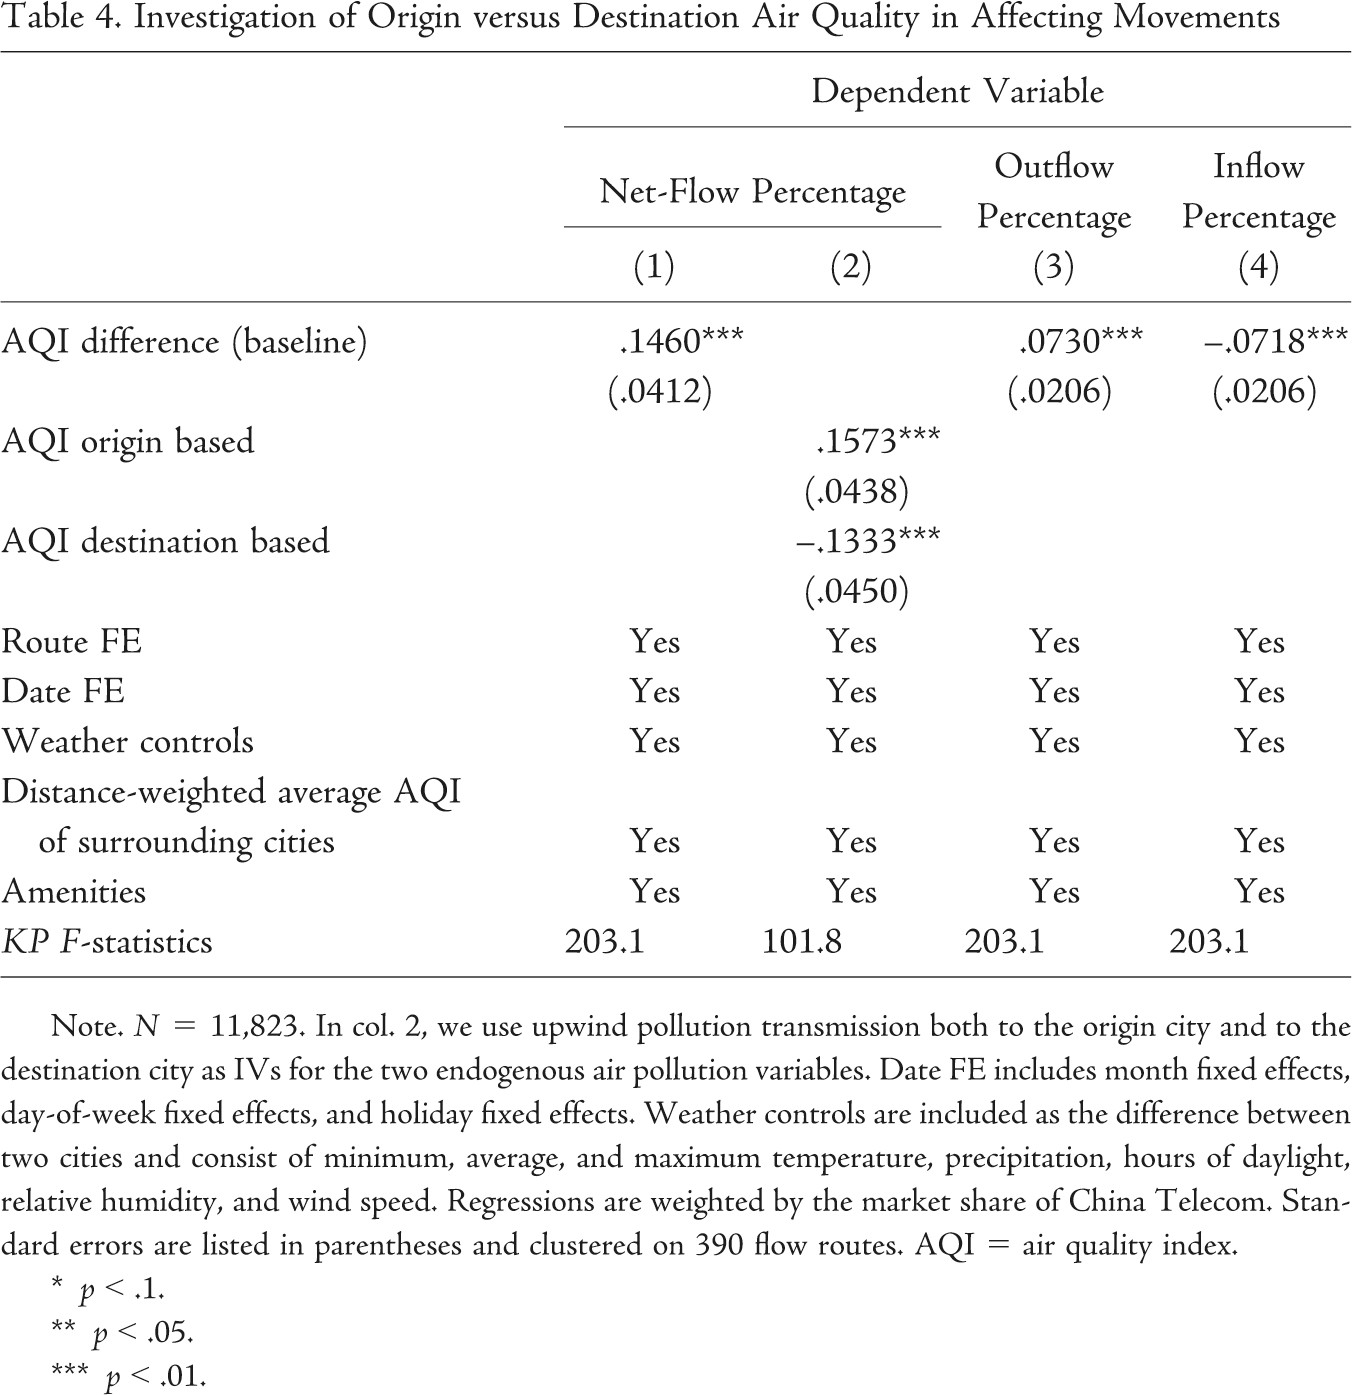 Table 4. Investigation of Origin versus Destination Air Quality in Affecting Movements
Dependent Variable
Net-Flow Percentage
Outflow Percentage
Inflow Percentage
(1) (2) (3) (4)
AQI difference (baseline) .1460*** .0730*** –.0718***
(.0412) (.0206) (.0206)
AQI origin based .1573***
(.0438)
AQI destination based –.1333***
(.0450)
Route FE Yes Yes Yes Yes
Date FE Yes Yes Yes Yes
Weather controls Yes Yes Yes Yes
Distance-weighted average AQI
of surrounding cities Yes Yes Yes Yes
Amenities Yes Yes Yes Yes
KP F-statistics 203.1 101.8 203.1 203.1
Note. N = 11,823. In col. 2, we use upwind pollution transmission both to the origin city and to the
destination city as IVs for the two endogenous air pollution variables. Date FE includes month fixed effects,
day-of-week fixed effects, and holiday fixed effects. Weather controls are included as the difference between
two cities and consist of minimum, average, and maximum temperature, precipitation, hours of daylight,
relative humidity, and wind speed. Regressions are weighted by the market share of China Telecom. Stan-
dard errors are listed in parentheses and clustered on 390 flow routes. AQI = air quality index.
* p < .1.
** p < .05.
*** p < .01.